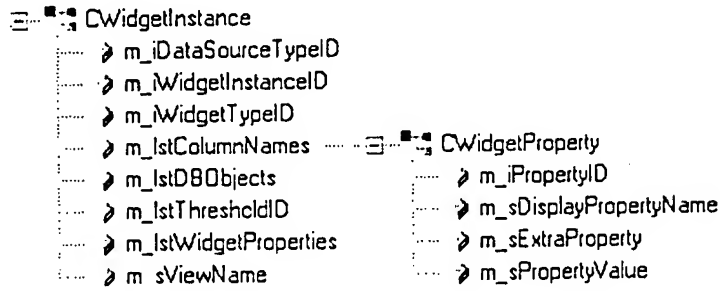 CWidgetInstance
m_iDataSourceTypeID
m_iWidgetInstanceID
m_iWidgetTypeID
m_lstColumnNames
CWidgetProperty
m_lstDBObjects
m_iPropertyID
m_lstThresholdID
m_sDisplayPropertyName
m_lstWidgetProperties
m_sExtraProperty
m_sViewName
m_sPropertyValue